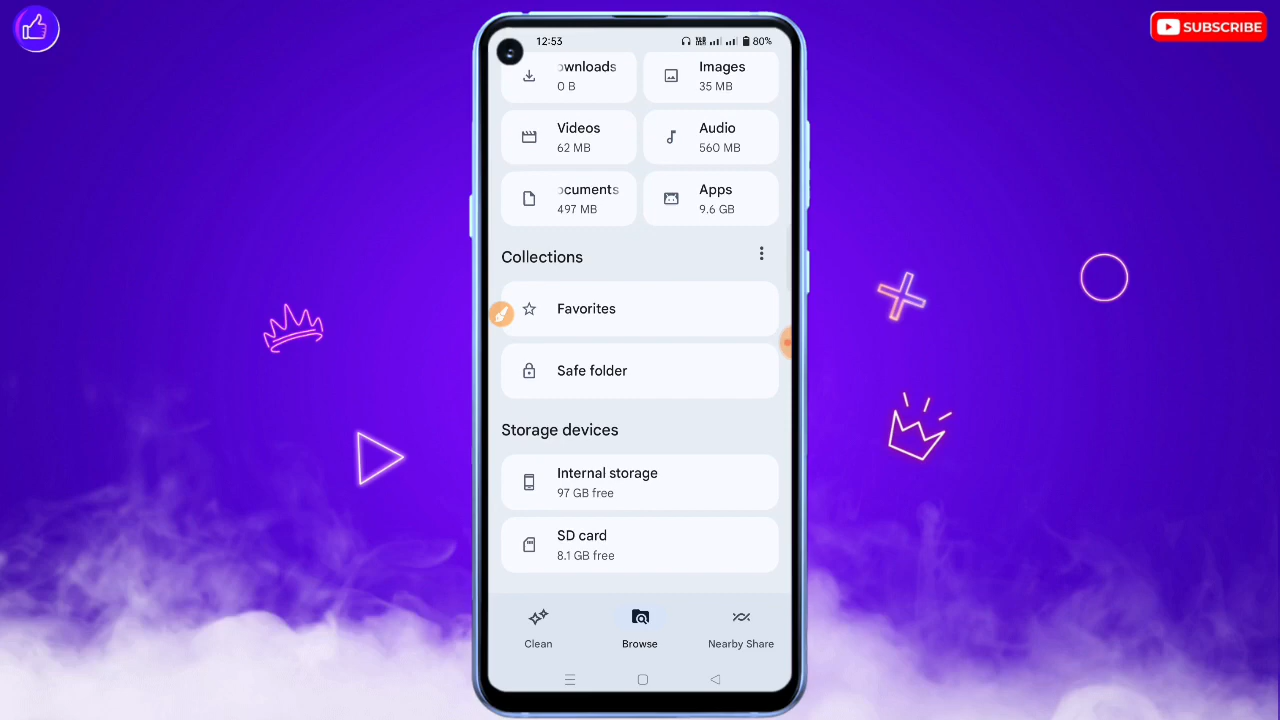 SUBSCRIBE
12:53
80%
ownloads
Images
0 B
35 MB
Videos
Audio
62 MB
560 MB
ocuments
Apps
497 MB
9.6 GB
Collections
Favorites
Safe folder
Storage devices
Internal storage
97 GB free
SD card
8.1 GB free
Clean
Browse
Nearby Share